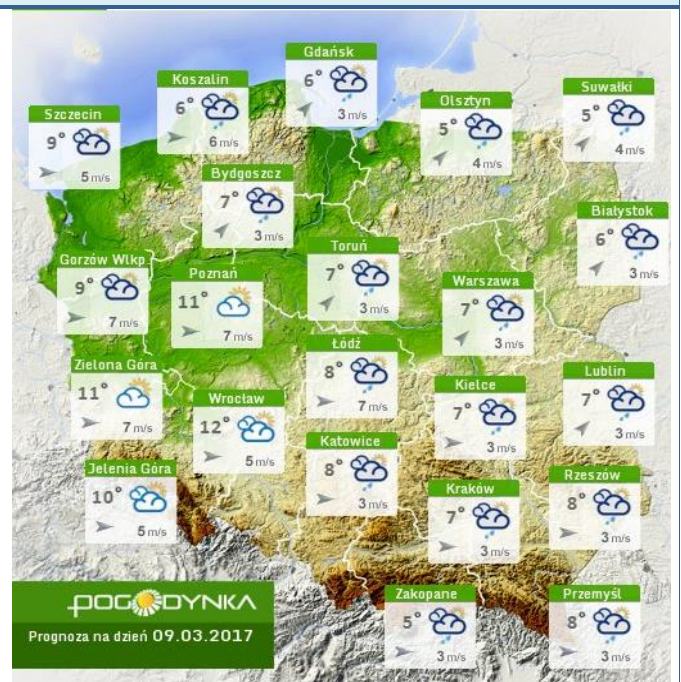 Gdańsk
6°
3 m/s
Koszalin
6°
6 m/s
Suwałki
5°
4 m/s
Olsztyn
5°
4 m/s
Szczecin
9°
5 m/s
Bydgoszcz
7°
3 m/s
Białystok
6°
3 m/s
Toruń
7°
3 m/s
Gorzów Wlkp
9°
7 m/s
Poznań
11°
7 m/s
Warszawa
7°
3 m/s
Łódź
8°
7 m/s
Zielona Góra
11°
7 m/s
Lublin
7°
3 m/s
Kielce
7°
3 m/s
Wrocław
12°
5 m/s
Katowice
8°
3 m/s
Jelenia Góra
10°
5 m/s
Rzeszów
8°
3 m/s
Kraków
7°
3 m/s
Zakopane
5°
3 m/s
Przemyśl
8°
3 m/s
POGODYNKA
Prognoza na dzień 09.03.2017